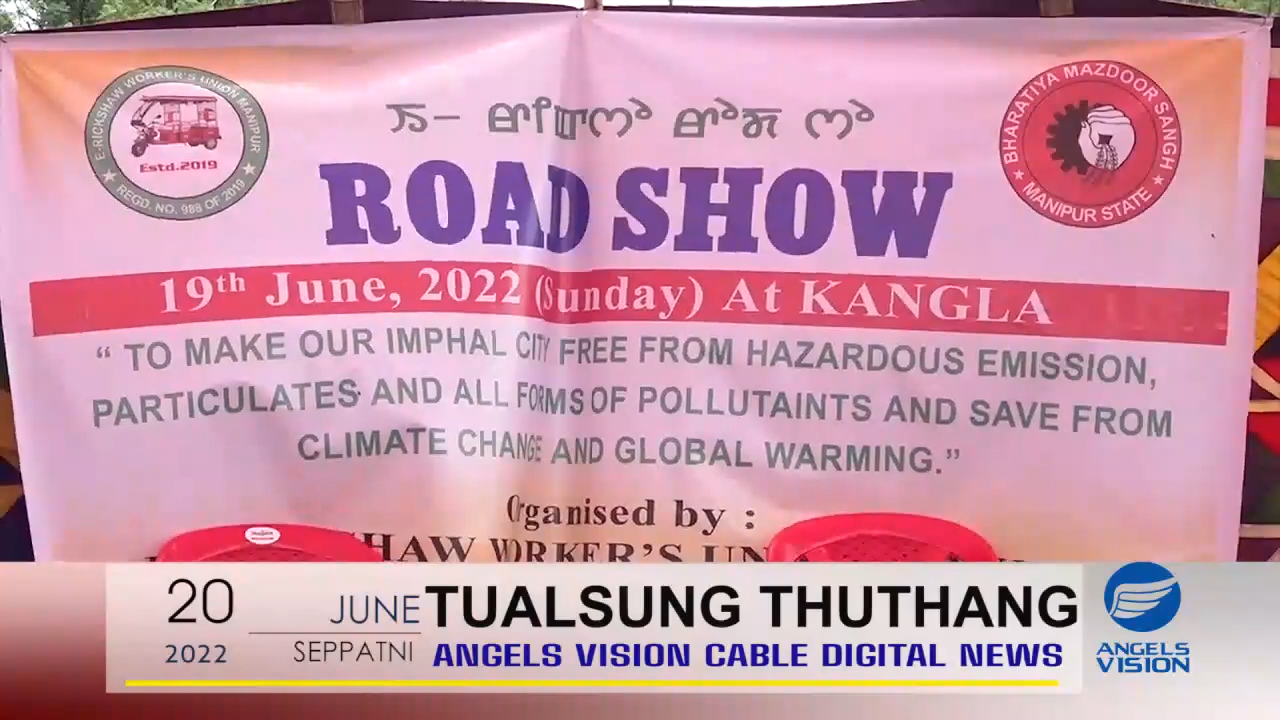 E-RICKSHAW WORKER'S UNION MANIPUR
Estd.2019
REGD. NO. 988 OF 2019
BHARATIYA MAZDOOR SANGH
MANIPUR STATE
ROAD SHOW
19th June, 2022 (Sunday) At KANGLA
“ TO MAKE OUR IMPHAL CITY FREE FROM HAZARDOUS EMISSION,
PARTICULATES AND ALL FORMS OF POLLUTAINTS AND SAVE FROM
CLIMATE CHANGE AND GLOBAL WARMING.”
Organised by :
SHAW WORKER'S UN
20 JUNE
2022 SEPPATNI
TUALSUNG THUTHANG
ANGELS VISION CABLE DIGITAL NEWS
ANGELS
VISION